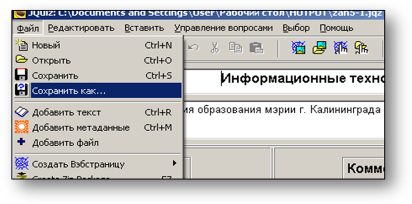 JQuiz: C:\Documents and Settings\User\Рабочий стол\HOTPOT\zan5-1.jqz
Файл Редактировать Вставить Управление вопросами Выбор Помощь
Новый Ctrl+N
Открыть Ctrl+O
Сохранить Ctrl+S
Сохранить как...
Информационные техно
Добавить текст Ctrl+R
ия образования мэрии г. Калининграда
Добавить метаданные Ctrl+M
Добавить файл
Создать Вэбстраницу
Комме
Create Zip Package